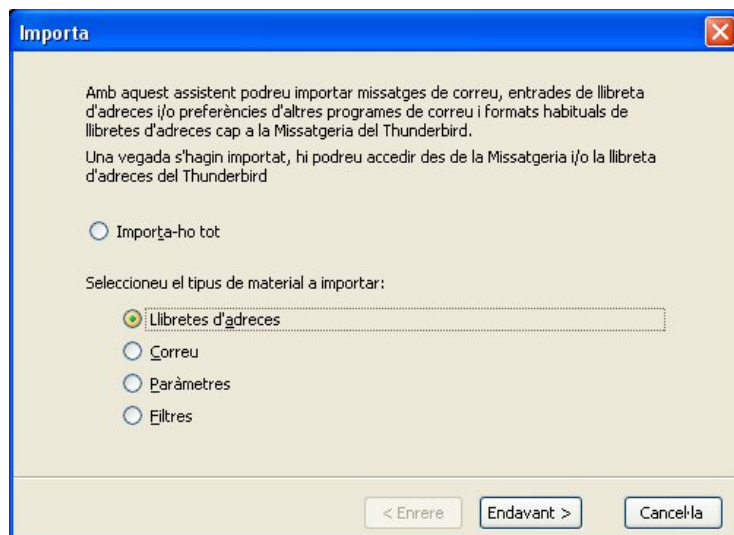 Importa
Amb aquest assistent podreu importar missatges de correu, entrades de llibreta
d'adreces i/o preferències d'altres programes de correu i formats habituals de
llibretes d'adreces cap a la Missatgeria del Thunderbird.
Una vegada s'hagin importat, hi podreu accedir des de la Missatgeria i/o la llibreta
d'adreces del Thunderbird
Importa-ho tot
Seleccioneu el tipus de material a importar:
Llibretes d'adreces
Correu
Paràmetres
Filtres
< Enrere Endavant > Cancel·la